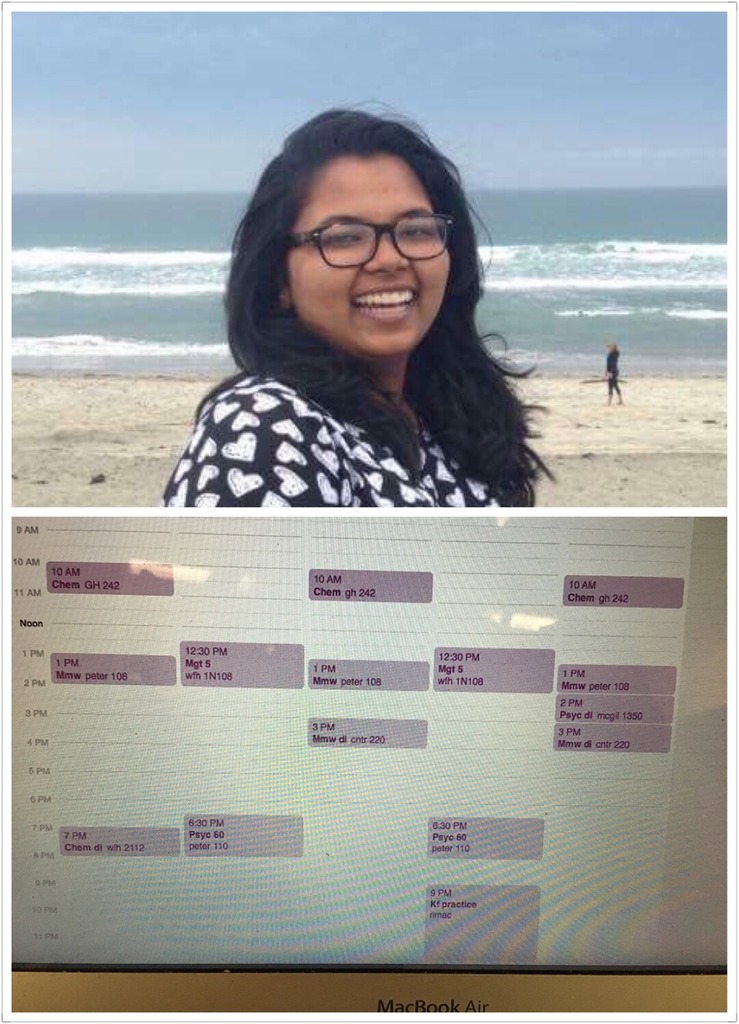 9 AM
10 AM
11 AM
Noon
1 PM
2 PM
3 PM
4 PM
5 PM
6 PM
7 PM
8 PM
9 PM
10 PM
11 PM
10 AM
Chem GH 242
1 PM
Mmw peter 108
7 PM
Chem di wlh 2112
12:30 PM
Mgt 5
wlh 1N108
6:30 PM
Psyc 60
peter 110
10 AM
Chem gh 242
1 PM
Mmw peter 108
3 PM
Mmw di cntr 220
12:30 PM
Mgt 5
wlh 1N108
6:30 PM
Psyc 60
peter 110
9 PM
Kf practice
rimac
10 AM
Chem gh 242
1 PM
Mmw peter 108
2 PM
Psyc di mcgil 1350
3 PM
Mmw di cntr 220
MacBook Air